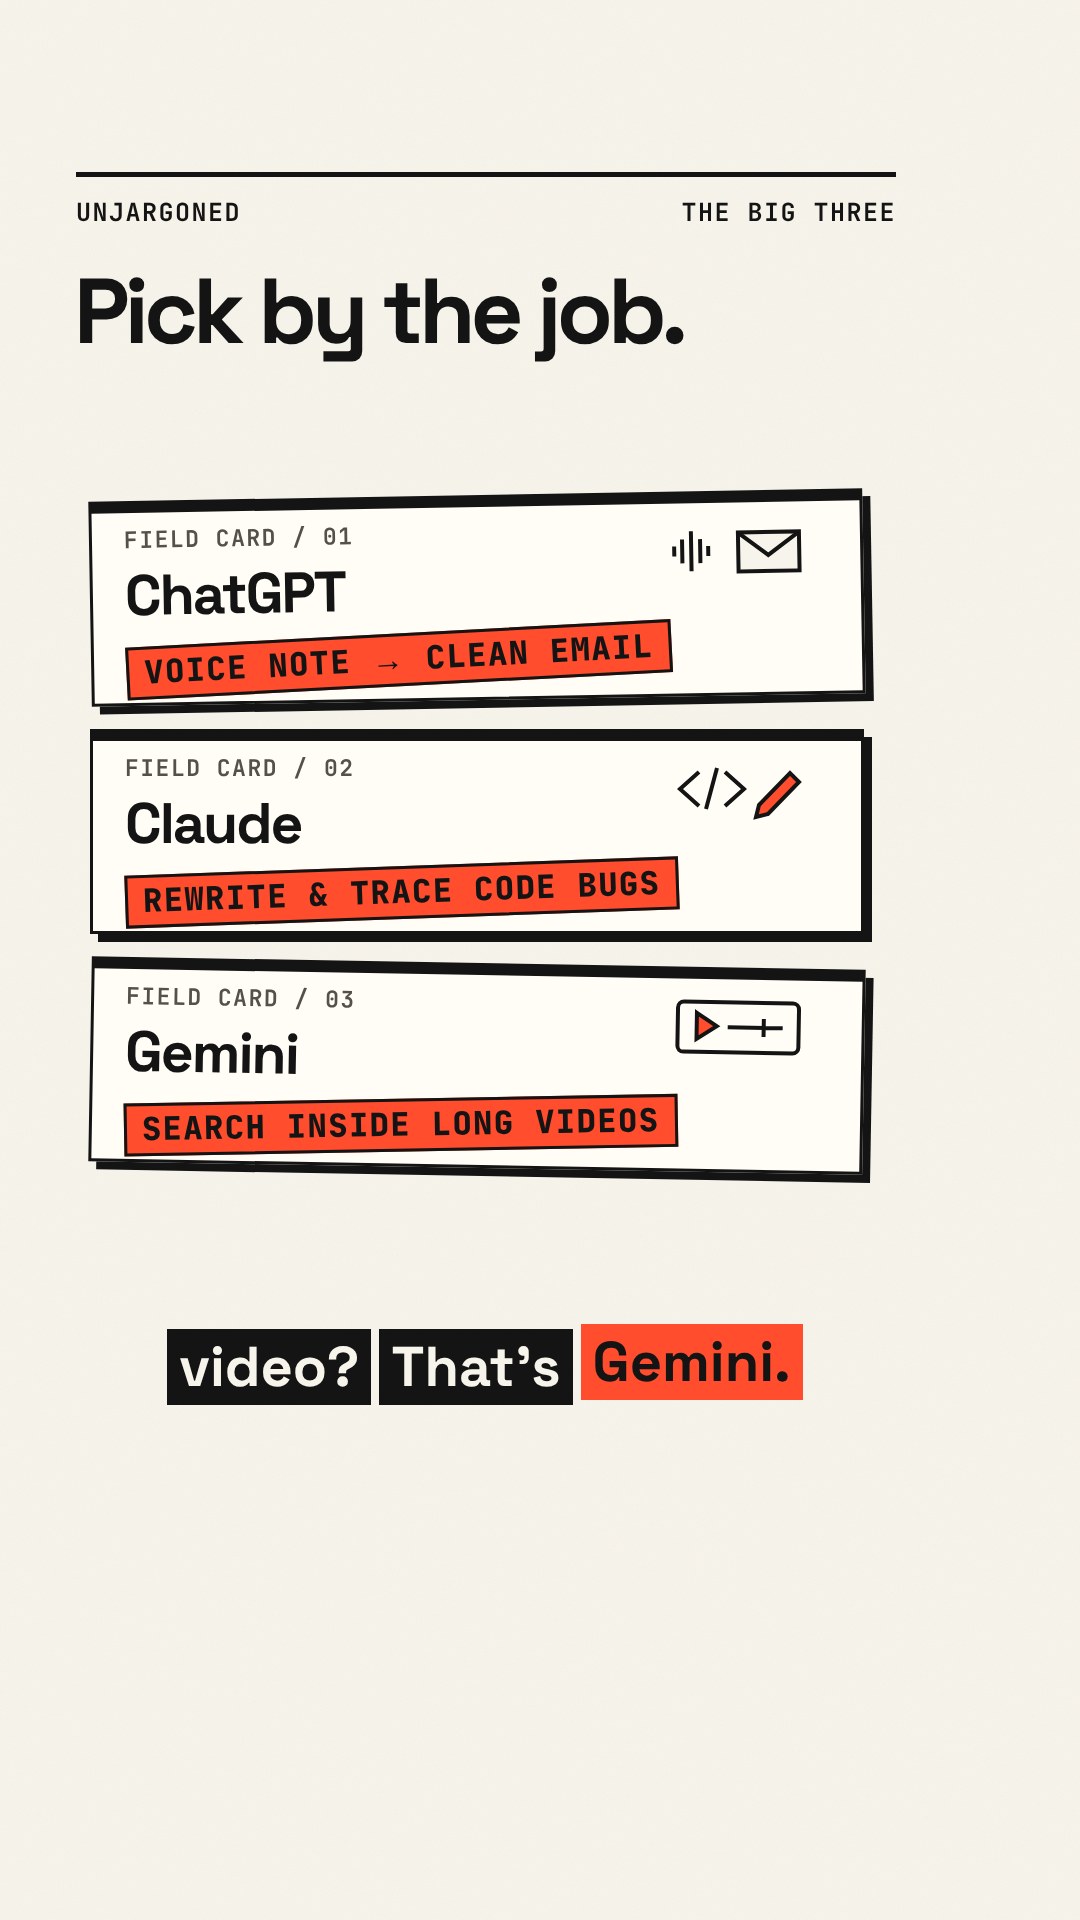 UNJARGONED
THE BIG THREE
Pick by the job.
FIELD CARD / 01
ChatGPT
VOICE NOTE → CLEAN EMAIL
FIELD CARD / 02
Claude
REWRITE & TRACE CODE BUGS
FIELD CARD / 03
Gemini
SEARCH INSIDE LONG VIDEOS
video? That’s Gemini.